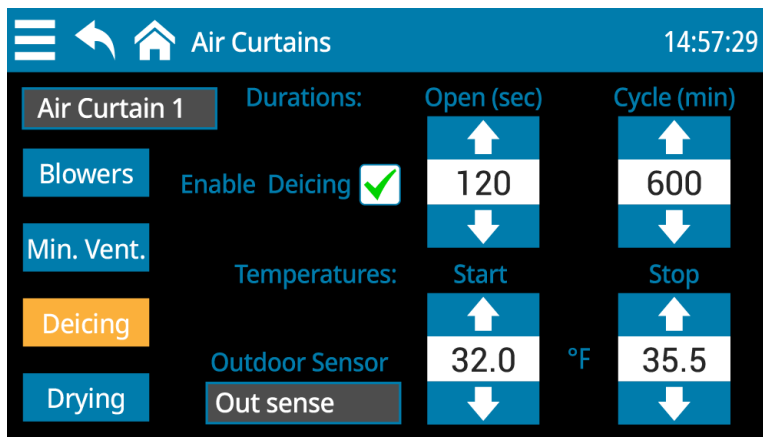 Air Curtains 14:57:29
Air Curtain 1 Durations: Open (sec) Cycle (min)
Blowers Enable Deicing 120 600
Min. Vent.
Temperatures: Start Stop
Deicing
Outdoor Sensor 32.0 °F 35.5
Drying Out sense